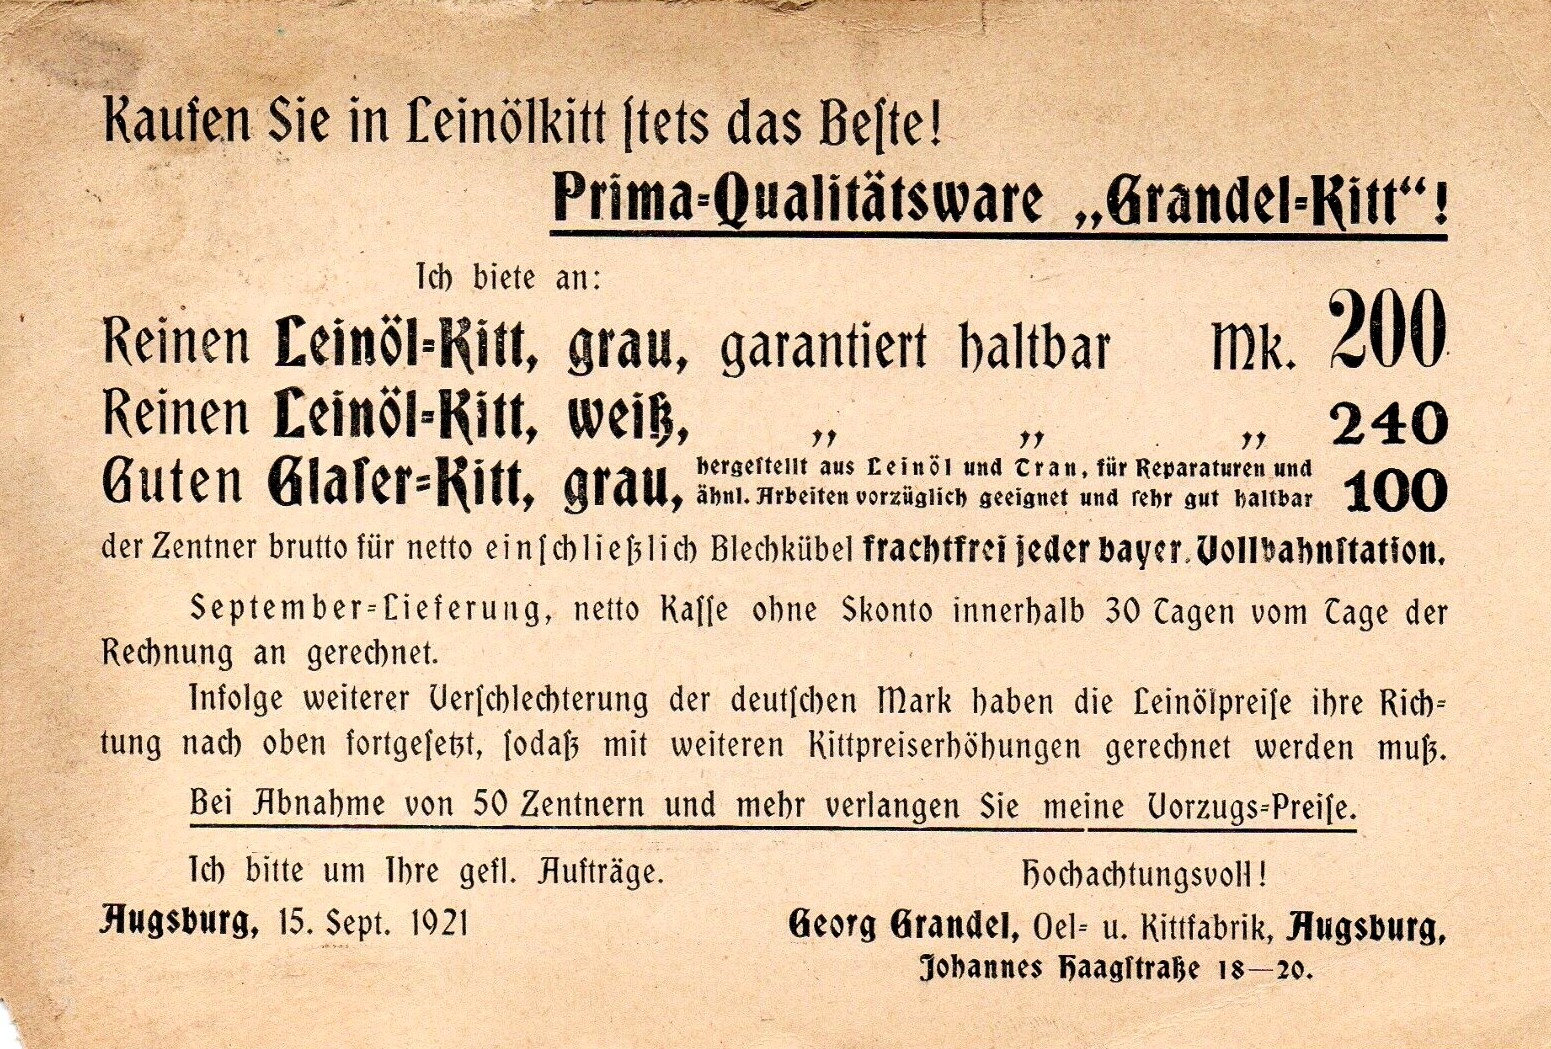 Kaufen Sie in Leinölkitt ſtets das Beſte!
Prima-Qualitätsware „Grandel-Kitt“!
Ich biete an:
Reinen Leinöl-Kitt, grau, garantiert haltbar Mk. 200
Reinen Leinöl-Kitt, weiß, „ „ „ 240
Guten Glaſer-Kitt, grau, hergeſtellt aus Leinöl und Tran, für Reparaturen und
ähnl. Arbeiten vorzüglich geeignet und ſehr gut haltbar 100
der Zentner brutto für netto einſchließlich Blechkübel frachtfrei jeder bayer. Vollbahnſtation.
September-Lieferung, netto Kaſſe ohne Skonto innerhalb 30 Tagen vom Tage der
Rechnung an gerechnet.
Infolge weiterer Verſchlechterung der deutſchen Mark haben die Leinölpreiſe ihre Rich-
tung nach oben fortgeſetzt, ſodaß mit weiteren Kittpreiserhöhungen gerechnet werden muß.
Bei Abnahme von 50 Zentnern und mehr verlangen Sie meine Vorzugs-Preiſe.
Ich bitte um Ihre gefl. Aufträge. Hochachtungsvoll!
Augsburg, 15. Sept. 1921 Georg Grandel, Oel- u. Kittfabrik, Augsburg,
Johannes Haagſtraße 18—20.